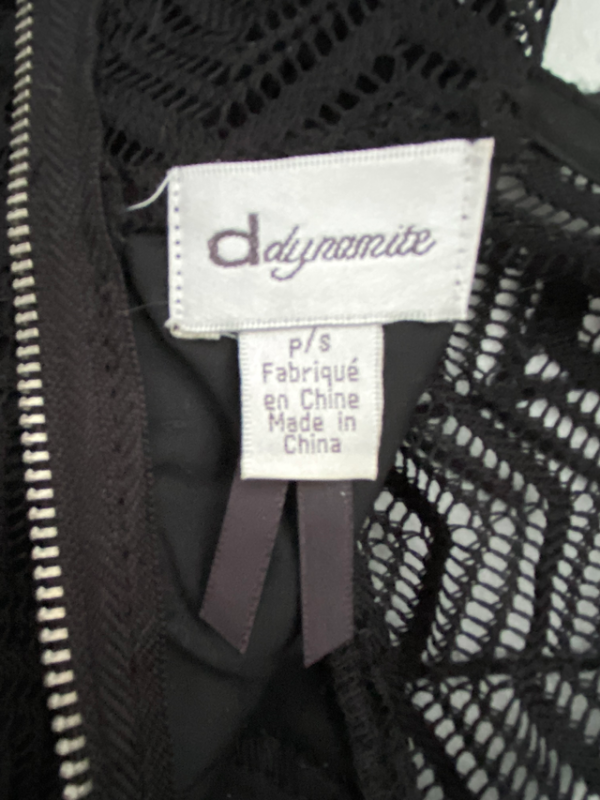 d dynamite
p/s
Fabriqué
en Chine
Made in
China